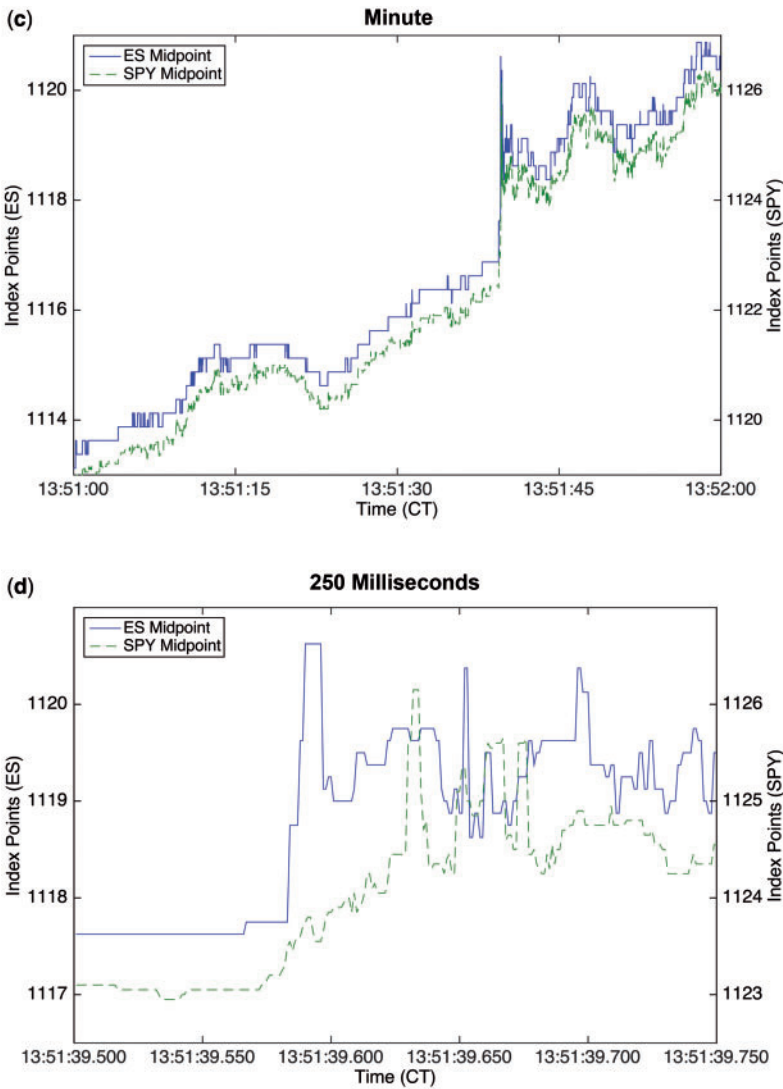 (c)
Minute
ES Midpoint
SPY Midpoint
1120
1118
1116
1114
Index Points (ES)
1126
1124
1122
1120
Index Points (SPY)
13:51:00
13:51:15
13:51:30
13:51:45
13:52:00
Time (CT)
(d)
250 Milliseconds
ES Midpoint
SPY Midpoint
1120
1119
1118
1117
Index Points (ES)
1126
1125
1124
1123
Index Points (SPY)
13:51:39.500
13:51:39.550
13:51:39.600
13:51:39.650
13:51:39.700
13:51:39.750
Time (CT)